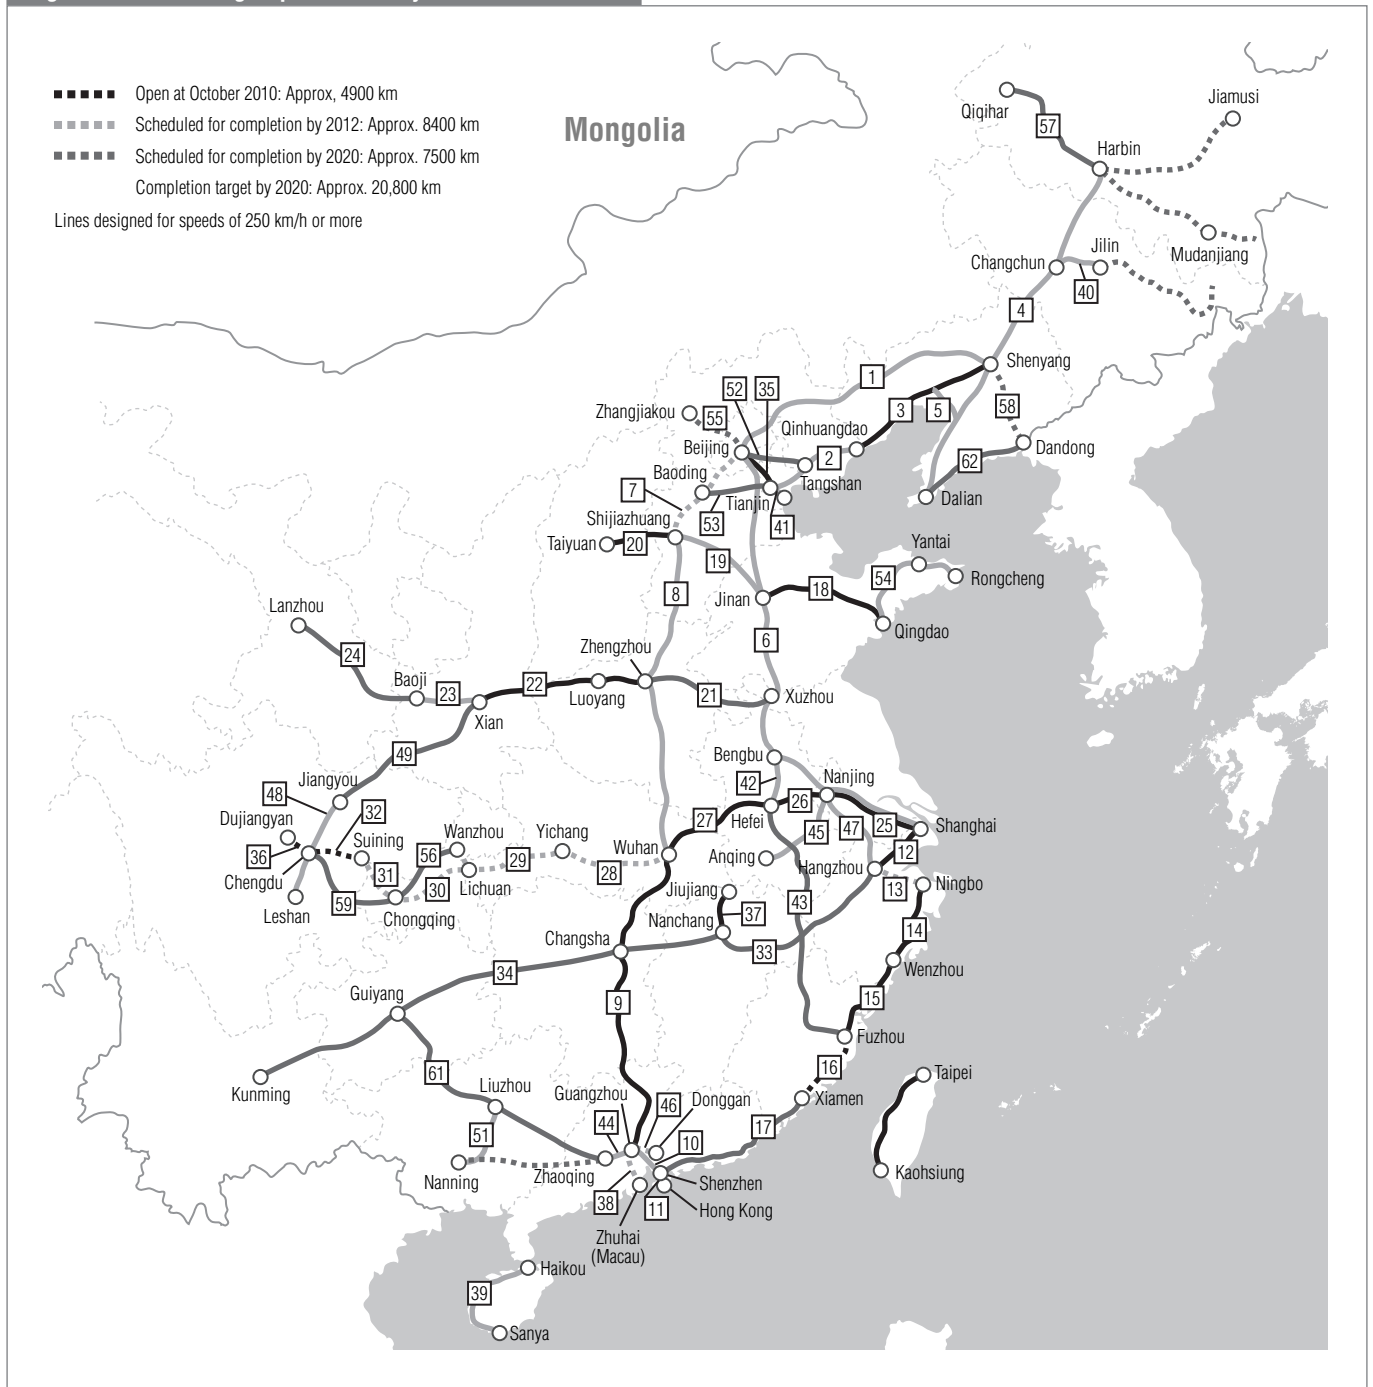 Open at October 2010: Approx, 4900 km
Scheduled for completion by 2012: Approx. 8400 km
Scheduled for completion by 2020: Approx. 7500 km
Completion target by 2020: Approx. 20,800 km
Lines designed for speeds of 250 km/h or more
Mongolia
Qiqihar
Jiamusi
57
Harbin
Jilin
Mudanjiang
Changchun
40
4
Shenyang
1
52
35
Zhangjiakou
55
3
5
58
Qinhuangdao
Beijing
2
Dandong
62
Baoding
Tangshan
7
Tianjin
Dalian
53
41
Shijiazhuang
Taiyuan
20
19
Yantai
54
Rongcheng
8
Jinan
18
Lanzhou
Qingdao
6
24
Zhengzhou
Baoji
23
22
Luoyang
21
Xuzhou
Xian
49
Bengbu
Jiangyou
42
Nanjing
48
32
26
Dujiangyan
Suining
Wanzhou
Yichang
27
Hefei
45
47
25
Shanghai
36
56
29
Wuhan
Anqing
12
Chengdu
31
28
Hangzhou
30
Lichuan
Jiujiang
13
Ningbo
Leshan
59
Chongqing
Nanchang
37
43
14
Changsha
33
Wenzhou
34
Guiyang
9
15
Fuzhou
61
16
Taipei
Kunming
Liuzhou
Guangzhou
46
Donggan
Xiamen
51
44
10
17
Nanning
Zhaoqing
Shenzhen
Kaohsiung
38
11
Hong Kong
Zhuhai
(Macau)
Haikou
39
Sanya